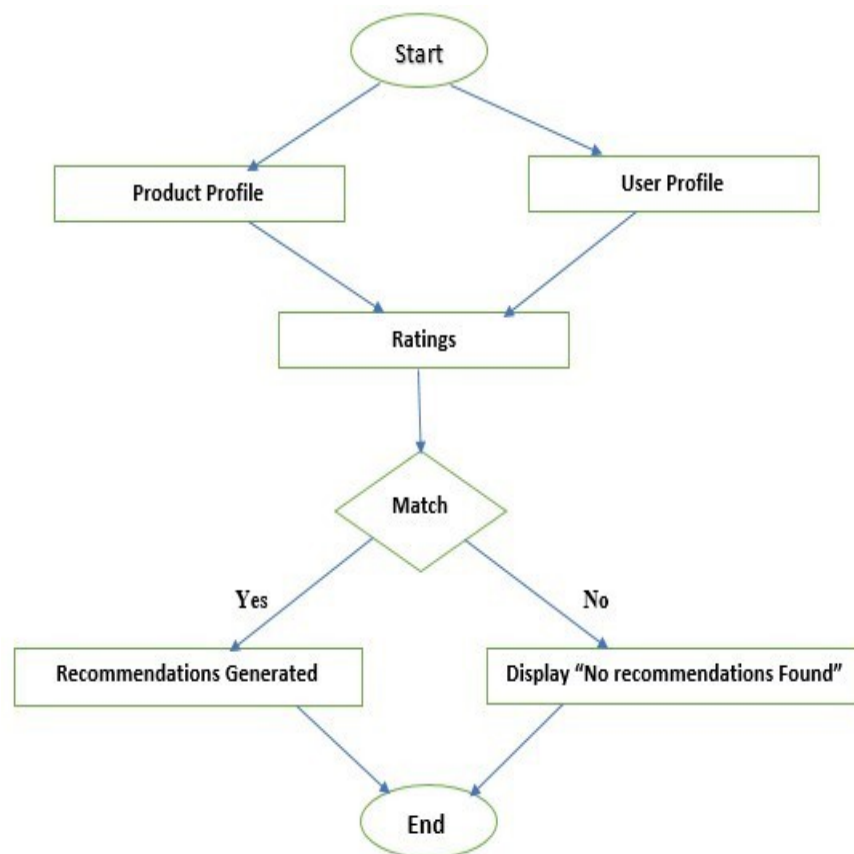 Start
Product Profile
User Profile
Ratings
Match
Yes
No
Recommendations Generated
Display “No recommendations Found”
End